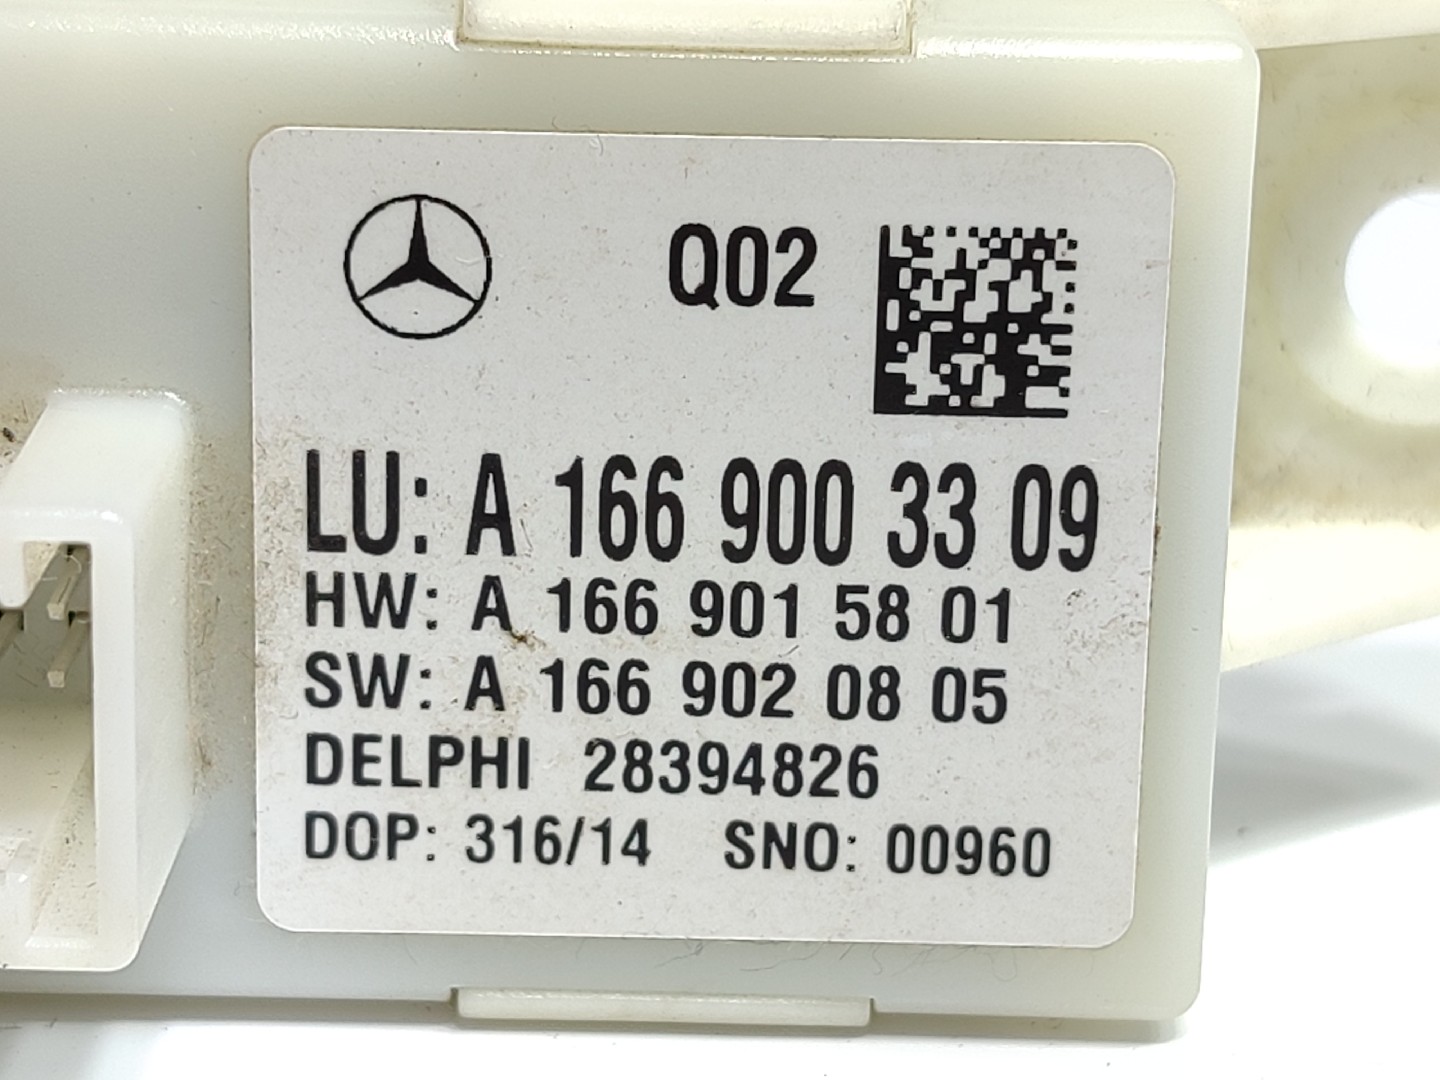 Q02
LU: A 166 900 33 09
HW: A 166 901 58 01
SW: A 166 902 08 05
DELPHI 28394826
DOP: 316/14 SNO: 00960